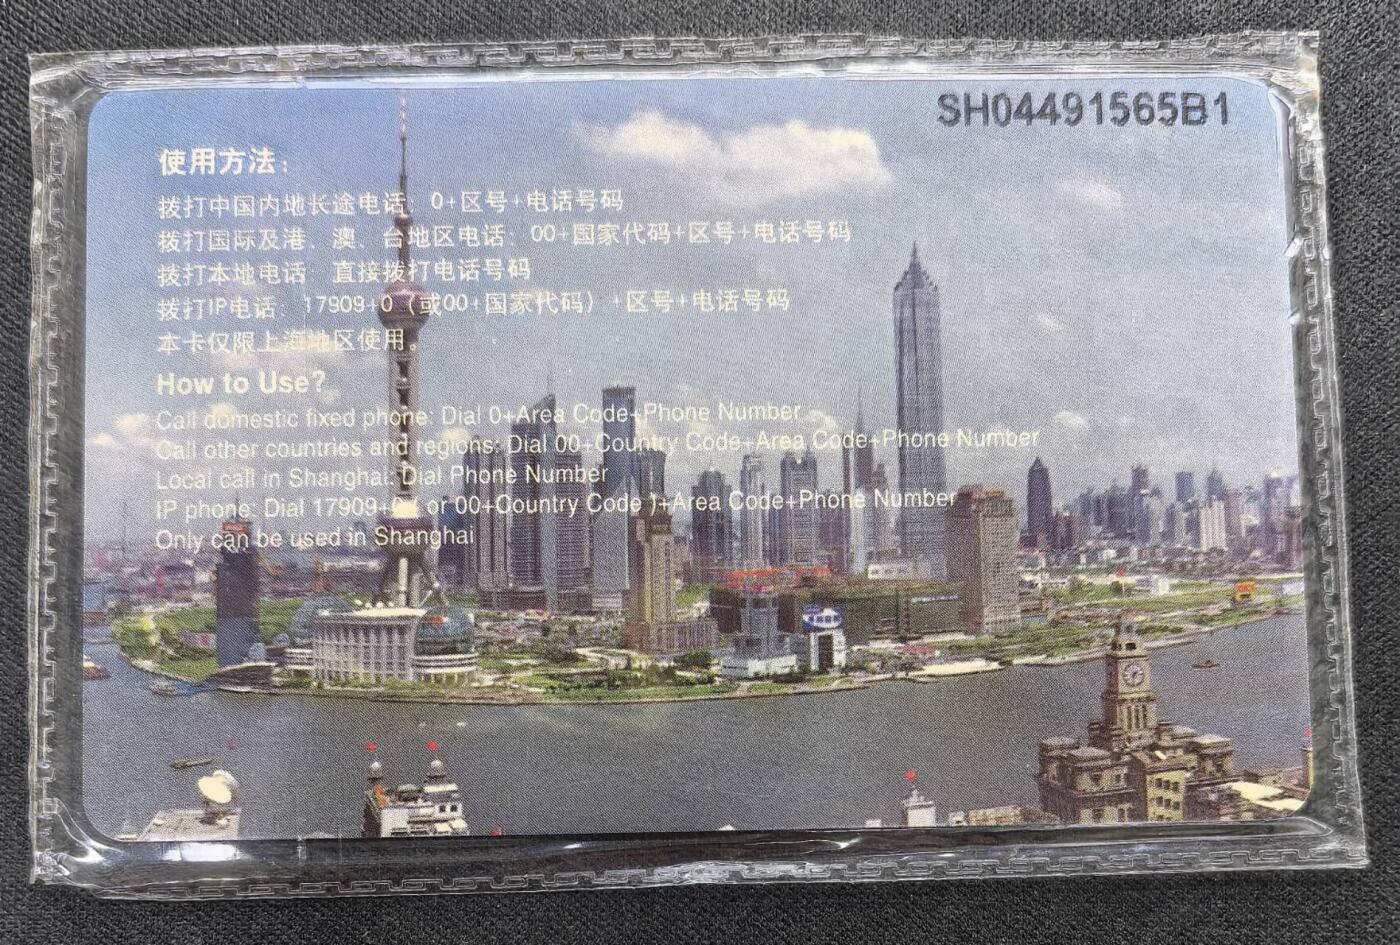 SH04491565B1
使用方法：
拨打中国内地长途电话：0+区号+电话号码
拨打国际及港、澳、台地区电话：00+国家代码+区号+电话号码
拨打本地电话：直接拨打电话号码
拨打IP电话：17909+0（或00+国家代码）+区号+电话号码
本卡仅限上海地区使用。
How to Use?
Call domestic fixed phone: Dial 0+Area Code+Phone Number
Call other countries and regions: Dial 00+Country Code+Area Code+Phone Number
Local call in Shanghai: Dial Phone Number
IP phone: Dial 17909+0( or 00+Country Code )+Area Code+Phone Number
Only can be used in Shanghai